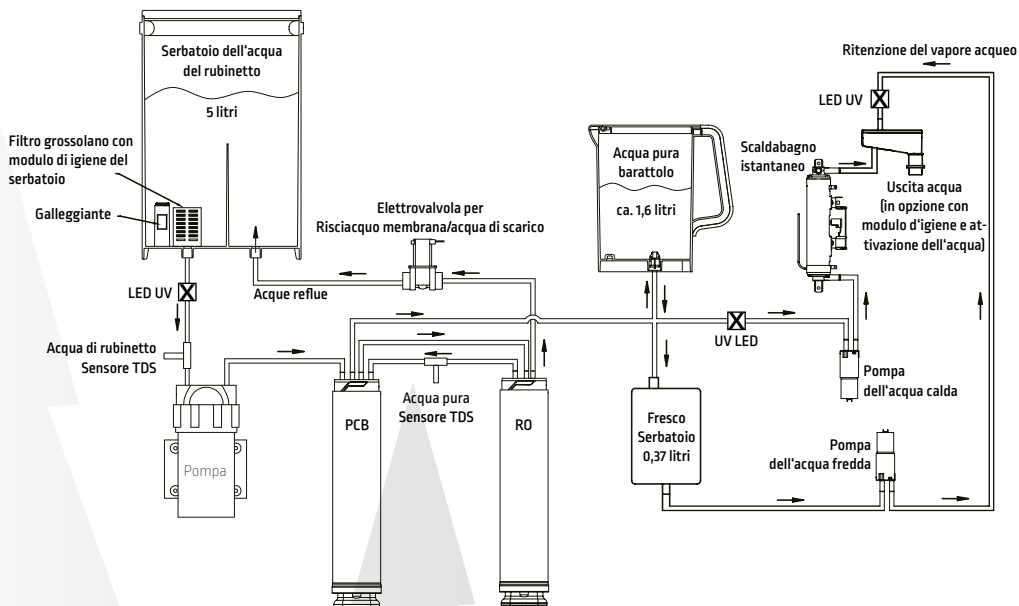 Serbatoio dell'acqua
del rubinetto
5 litri
Filtro grossolano con
modulo di igiene del
serbatoio
Galleggiante
LED UV
Acque reflue
Elettrovalvola per
Risciacquo membrana/acqua di scarico
Acqua di rubinetto
Sensore TDS
Pompa
PCB
Acqua pura
Sensore TDS
RO
Acqua pura
barattolo
ca. 1,6 litri
Fresco
Serbatoio
0,37 litri
UV LED
Ritenzione del vapore acqueo
LED UV
Scaldabagno
istantaneo
Uscita acqua
(in opzione con
modulo d'igiene e at-
tivazione dell'acqua)
Pompa
dell'acqua calda
Pompa
dell'acqua fredda